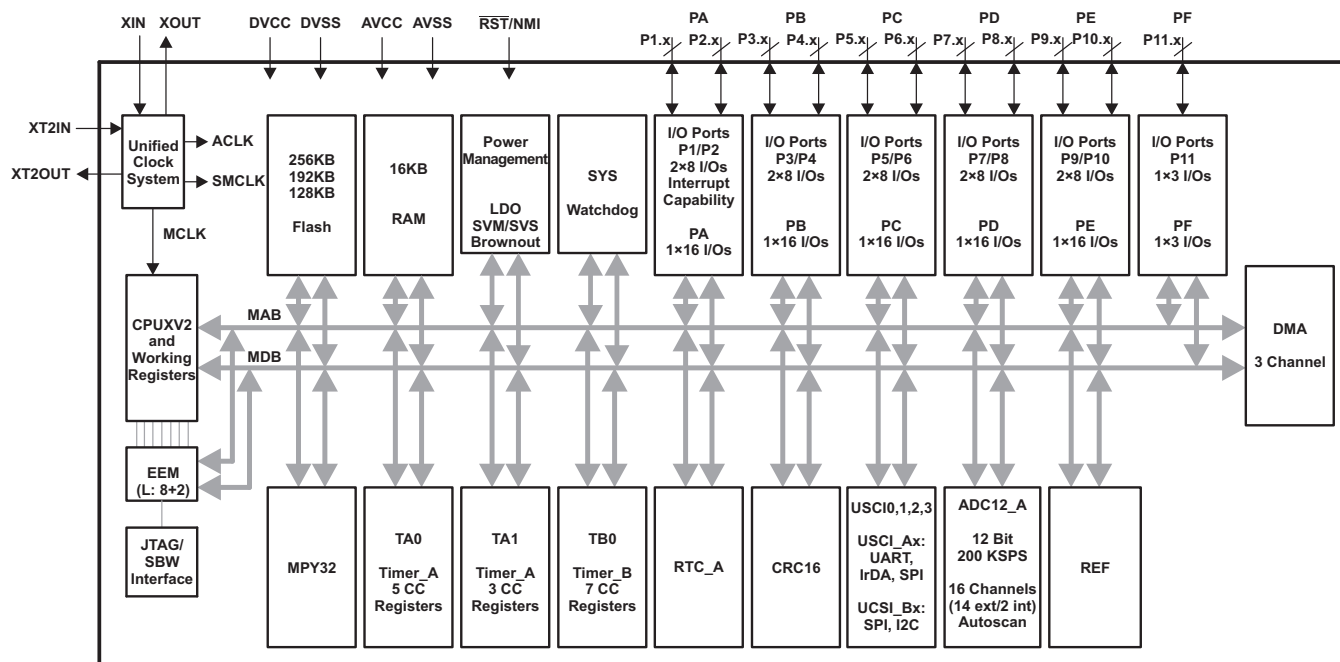 XIN XOUT DVCC DVSS AVCC AVSS RST/NMI
PA PB PC PD PE PF
P1.x P2.x P3.x P4.x P5.x P6.x P7.x P8.x P9.x P10.x P11.x
XT2IN
XT2OUT
Unified
Clock
System
ACLK
SMCLK
MCLK
256KB
192KB
128KB
Flash
16KB
RAM
Power
Management
LDO
SVM/SVS
Brownout
SYS
Watchdog
I/O Ports
P1/P2
2×8 I/Os
Interrupt
Capability
PA
1×16 I/Os
I/O Ports
P3/P4
2×8 I/Os
PB
1×16 I/Os
I/O Ports
P5/P6
2×8 I/Os
PC
1×16 I/Os
I/O Ports
P7/P8
2×8 I/Os
PD
1×16 I/Os
I/O Ports
P9/P10
2×8 I/Os
PE
1×16 I/Os
I/O Ports
P11
1×3 I/Os
PF
1×3 I/Os
CPUXV2
and
Working
Registers
MAB
MDB
DMA
3 Channel
EEM
(L: 8+2)
JTAG/
SBW
Interface
MPY32
TA0
Timer_A
5 CC
Registers
TA1
Timer_A
3 CC
Registers
TB0
Timer_B
7 CC
Registers
RTC_A
CRC16
USCI0,1,2,3
USCI_Ax:
UART,
IrDA, SPI
UCSI_Bx:
SPI, I2C
ADC12_A
12 Bit
200 KSPS
16 Channels
(14 ext/2 int)
Autoscan
REF